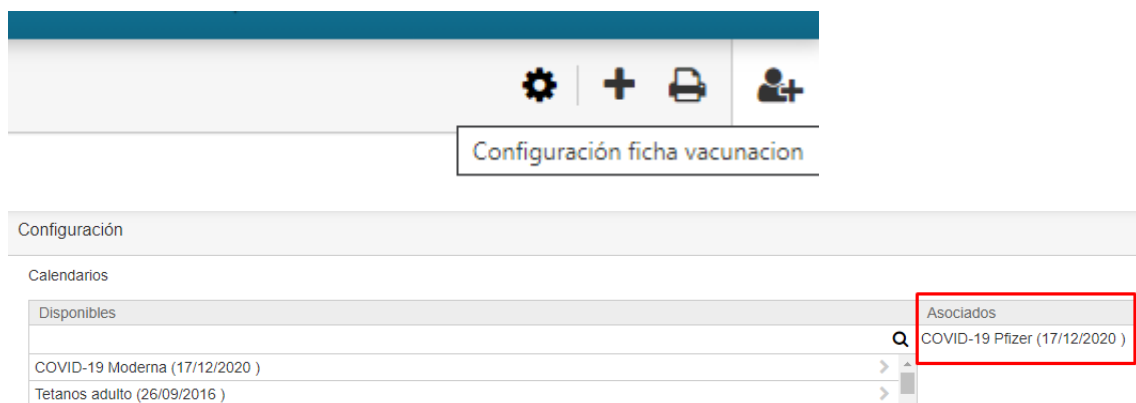 Configuración ficha vacunacion
Configuración
Calendarios
Disponibles
Asociados
COVID-19 Pfizer (17/12/2020 )
COVID-19 Moderna (17/12/2020 )
Tetanos adulto (26/09/2016 )